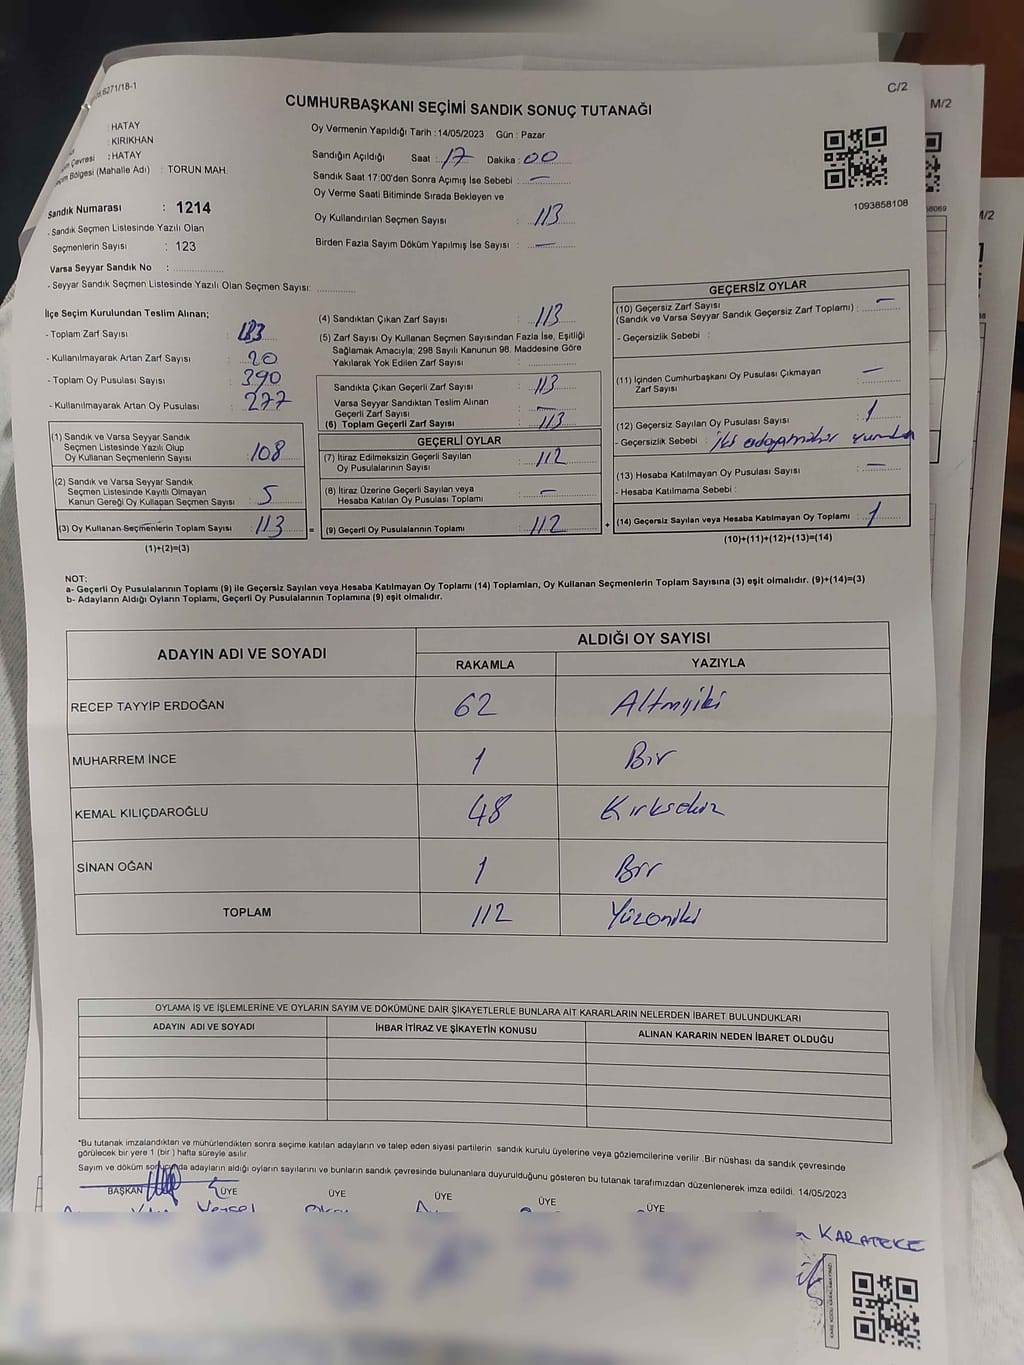 6271/18-1
C/2
M/2
CUMHURBAŞKANI SEÇİMİ SANDIK SONUÇ TUTANAĞI
: HATAY
: KIRIKHAN
Çevresi : HATAY
Bölgesi (Mahalle Adı) : TORUN MAH.
Sandık Numarası : 1214
- Sandık Seçmen Listesinde Yazılı Olan
Seçmenlerin Sayısı : 123
Varsa Seyyar Sandık No :
- Seyyar Sandık Seçmen Listesinde Yazılı Olan Seçmen Sayısı:
Oy Vermenin Yapıldığı Tarih : 14/05/2023 Gün : Pazar
Sandığın Açıldığı Saat : 17 Dakika : 00
Sandık Saat 17:00'den Sonra Açımış İse Sebebi : —
Oy Verme Saati Bitiminde Sırada Bekleyen ve
Oy Kullandırılan Seçmen Sayısı : 113
Birden Fazla Sayım Döküm Yapılmış İse Sayısı : —
1093858108
M/2
İlçe Seçim Kurulundan Teslim Alınan;
- Toplam Zarf Sayısı
- Kullanılmayarak Artan Zarf Sayısı : 20
- Toplam Oy Pusulası Sayısı : 390
- Kullanılmayarak Artan Oy Pusulası : 277
(1) Sandık ve Varsa Seyyar Sandık
Seçmen Listesinde Yazılı Olup
Oy Kullanan Seçmenlerin Sayısı 108
(2) Sandık ve Varsa Seyyar Sandık
Seçmen Listesinde Kayıtlı Olmayan
Kanun Gereği Oy Kullanan Seçmen Sayısı 5
(3) Oy Kullanan Seçmenlerin Toplam Sayısı 113
(1)+(2)=(3)
=
(4) Sandıktan Çıkan Zarf Sayısı : 113
(5) Zarf Sayısı Oy Kullanan Seçmen Sayısından Fazla İse, Eşitliği
Sağlamak Amacıyla; 298 Sayılı Kanunun 98. Maddesine Göre
Yakılarak Yok Edilen Zarf Sayısı :
Sandıkta Çıkan Geçerli Zarf Sayısı : 113
Varsa Seyyar Sandıktan Teslim Alınan
Geçerli Zarf Sayısı : —
(6) Toplam Geçerli Zarf Sayısı : 113
GEÇERLİ OYLAR
(7) İtiraz Edilmeksizin Geçerli Sayılan
Oy Pusulalarının Sayısı : 112
(8) İtiraz Üzerine Geçerli Sayılan veya
Hesaba Katılan Oy Pusulası Toplamı : —
(9) Geçerli Oy Pusulalarının Toplamı : 112
+
GEÇERSİZ OYLAR
(10) Geçersiz Zarf Sayısı
(Sandık ve Varsa Seyyar Sandık Geçersiz Zarf Toplamı) : —
- Geçersizlik Sebebi :
(11) İçinden Cumhurbaşkanı Oy Pusulası Çıkmayan
Zarf Sayısı : —
(12) Geçersiz Sayılan Oy Pusulası Sayısı : 1
- Geçersizlik Sebebi : iki adaya mühür
(13) Hesaba Katılmayan Oy Pusulası Sayısı : —
- Hesaba Katılmama Sebebi :
(14) Geçersiz Sayılan veya Hesaba Katılmayan Oy Toplamı : 1
(10)+(11)+(12)+(13)=(14)
NOT:
a- Geçerli Oy Pusulalarının Toplamı (9) ile Geçersiz Sayılan veya Hesaba Katılmayan Oy Toplamı (14) Toplamları, Oy Kullanan Seçmenlerin Toplam Sayısına (3) eşit olmalıdır. (9)+(14)=(3)
b- Adayların Aldığı Oyların Toplamı, Geçerli Oy Pusulalarının Toplamına (9) eşit olmalıdır.
ADAYIN ADI VE SOYADI
ALDIĞI OY SAYISI
RAKAMLA YAZIYLA
RECEP TAYYİP ERDOĞAN 62 Altmışiki
MUHARREM İNCE 1 Bir
KEMAL KILIÇDAROĞLU 48 Kırksekiz
SİNAN OĞAN 1 Bir
TOPLAM 112 Yüzoniki
OYLAMA İŞ VE İŞLEMLERİNE VE OYLARIN SAYIM VE DÖKÜMÜNE DAİR ŞİKAYETLERLE BUNLARA AİT KARARLARIN NELERDEN İBARET BULUNDUKLARI
ADAYIN ADI VE SOYADI İHBAR İTİRAZ VE ŞİKAYETİN KONUSU ALINAN KARARIN NEDEN İBARET OLDUĞU
*Bu tutanak imzalandıktan ve mühürlendikten sonra seçime katılan adayların ve talep eden siyasi partilerin sandık kurulu üyelerine veya gözlemcilerine verilir .Bir nüshası da sandık çevresinde
görülecek bir yere 1 (bir ) hafta süreyle asılır.
Sayım ve döküm sonucunda adayların aldığı oyların sayılarını ve bunların sandık çevresinde bulunanlara duyurulduğunu gösteren bu tutanak tarafımızdan düzenlenerek imza edildi. 14/05/2023
BAŞKAN ÜYE ÜYE ÜYE ÜYE ÜYE
Veysel
KARATEKE